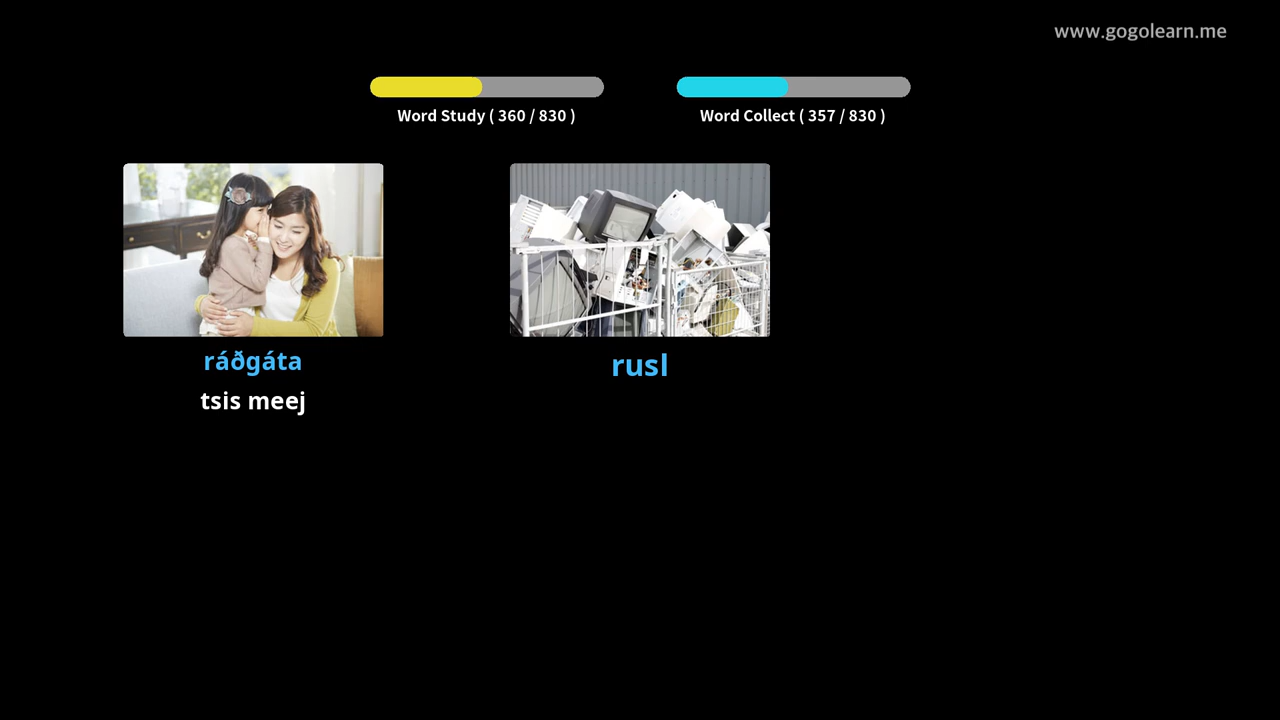 www.gogolearn.me
Word Study ( 360 / 830 )
Word Collect ( 357 / 830 )
ráðgáta
tsis meej
rusl